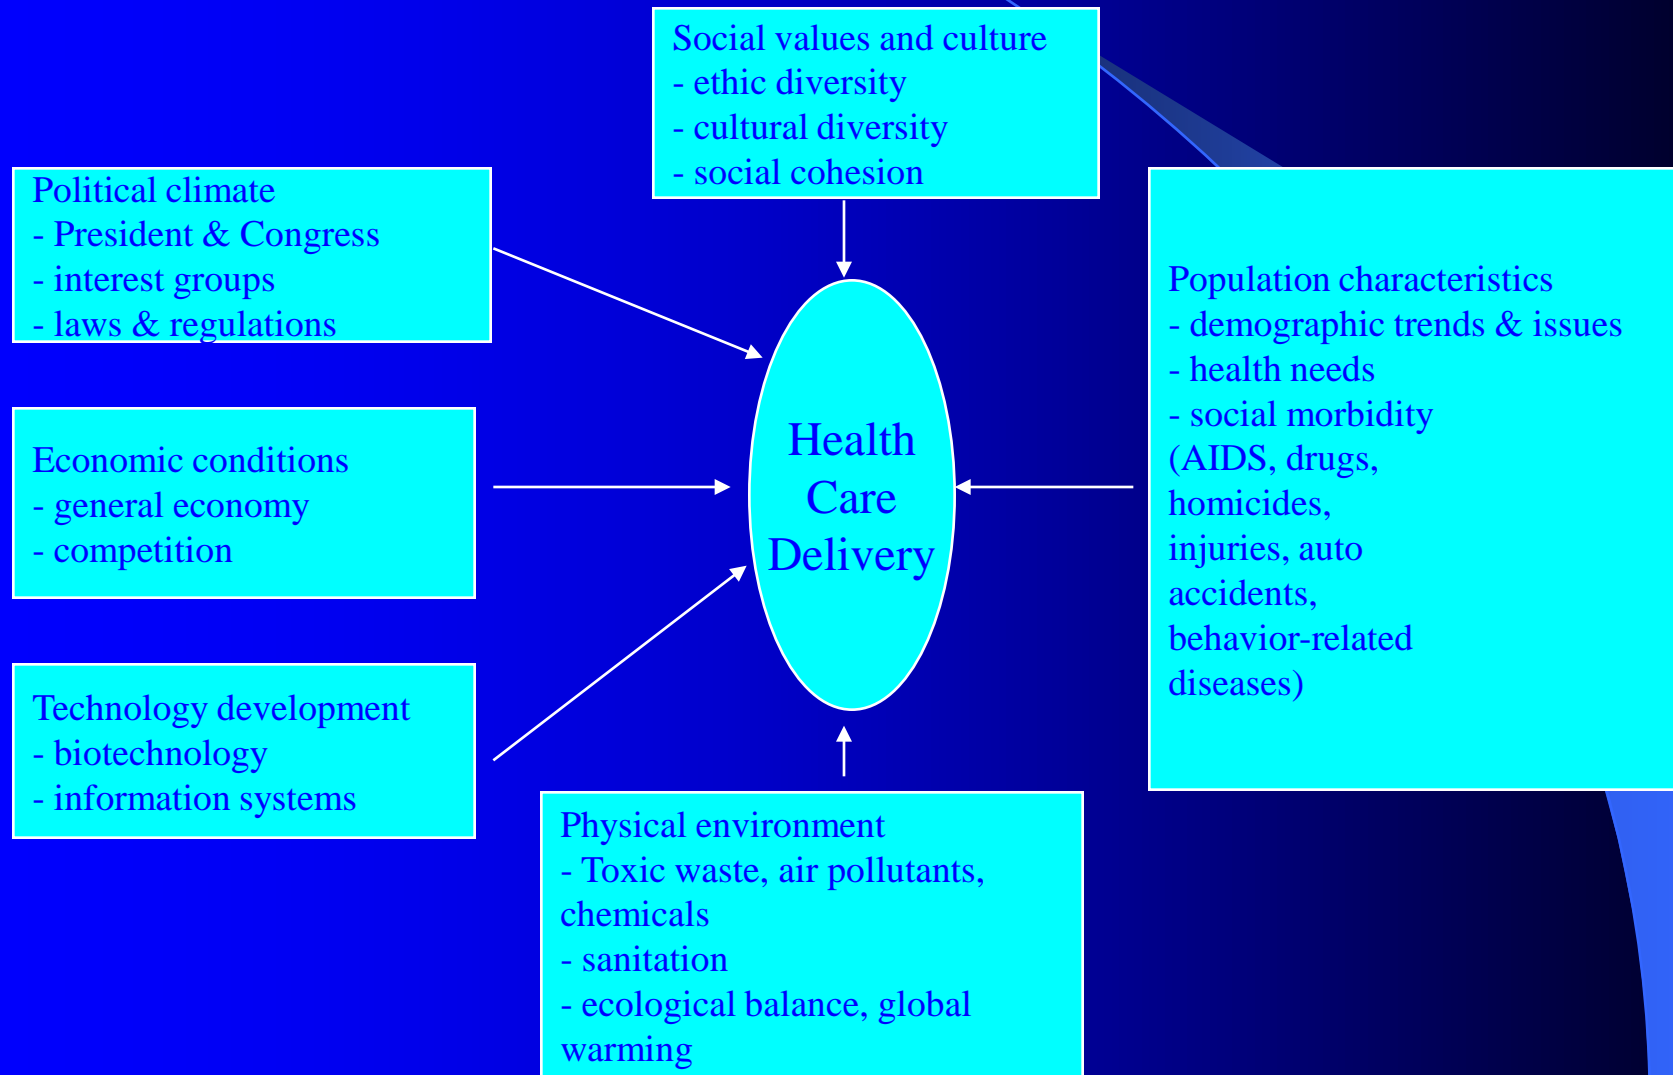 Social values and culture
- ethic diversity
- cultural diversity
- social cohesion
Political climate
- President & Congress
- interest groups
- laws & regulations
Economic conditions
- general economy
- competition
Technology development
- biotechnology
- information systems
Health
Care
Delivery
Population characteristics
- demographic trends & issues
- health needs
- social morbidity
(AIDS, drugs,
homicides,
injuries, auto
accidents,
behavior-related
diseases)
Physical environment
- Toxic waste, air pollutants,
chemicals
- sanitation
- ecological balance, global
warming